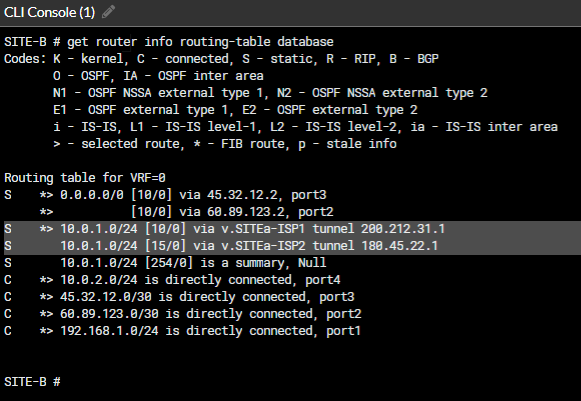 CLI Console (1)
SITE-B # get router info routing-table database
Codes: K - kernel, C - connected, S - static, R - RIP, B - BGP
       O - OSPF, IA - OSPF inter area
       N1 - OSPF NSSA external type 1, N2 - OSPF NSSA external type 2
       E1 - OSPF external type 1, E2 - OSPF external type 2
       i - IS-IS, L1 - IS-IS level-1, L2 - IS-IS level-2, ia - IS-IS inter area
       > - selected route, * - FIB route, p - stale info
Routing table for VRF=0
S    *> 0.0.0.0/0 [10/0] via 45.32.12.2, port3
     *>           [10/0] via 60.89.123.2, port2
S    *> 10.0.1.0/24 [10/0] via v.SITEa-ISP1 tunnel 200.212.31.1
S       10.0.1.0/24 [15/0] via v.SITEa-ISP2 tunnel 180.45.22.1
S       10.0.1.0/24 [254/0] is a summary, Null
C    *> 10.0.2.0/24 is directly connected, port4
C    *> 45.32.12.0/30 is directly connected, port3
C    *> 60.89.123.0/30 is directly connected, port2
C    *> 192.168.1.0/24 is directly connected, port1
SITE-B #